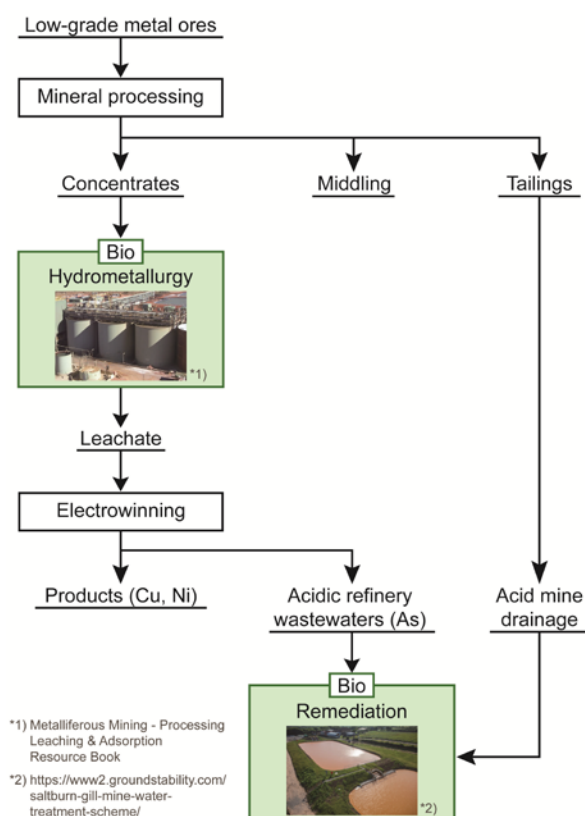 Low-grade metal ores
Mineral processing
Concentrates
Middling
Tailings
Bio
Hydrometallurgy
*1)
Leachate
Electrowinning
Products (Cu, Ni)
Acidic refinery
wastewaters (As)
Acid mine
drainage
Bio
Remediation
*2)
*1) Metalliferous Mining - Processing
Leaching & Adsorption
Resource Book
*2) https://www2.groundstability.com/
saltburn-gill-mine-water-
treatment-scheme/